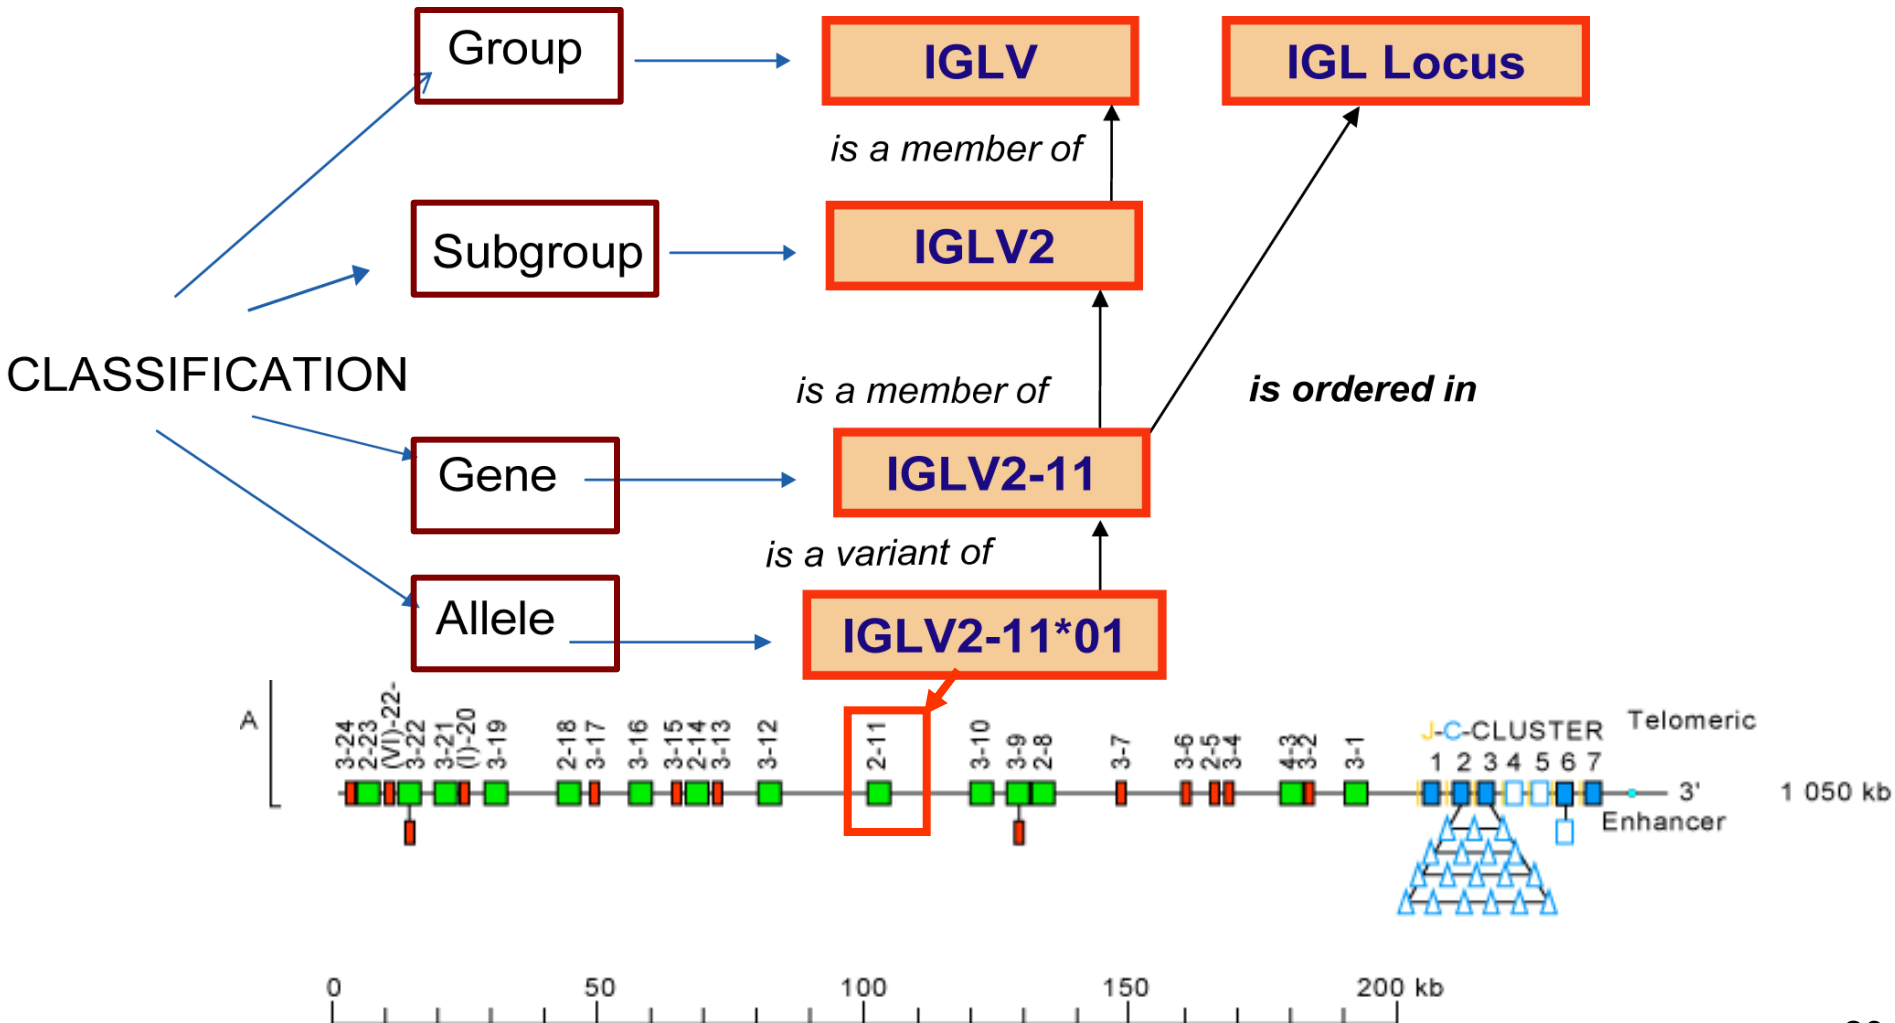 Group
IGLV
IGL Locus
is a member of
Subgroup
IGLV2
CLASSIFICATION
is a member of
is ordered in
Gene
IGLV2-11
is a variant of
Allele
IGLV2-11*01
A
3-24
2-23
(VI)-22-
3-22
3-21
(I)-20
3-19
2-18
3-17
3-16
3-15
2-14
3-13
3-12
2-11
3-10
3-9
2-8
3-7
3-6
2-5
3-4
4-3
3-2
3-1
J-C-CLUSTER
Telomeric
1 2 3 4 5 6 7
3'
1 050 kb
Enhancer
0 50 100 150 200 kb